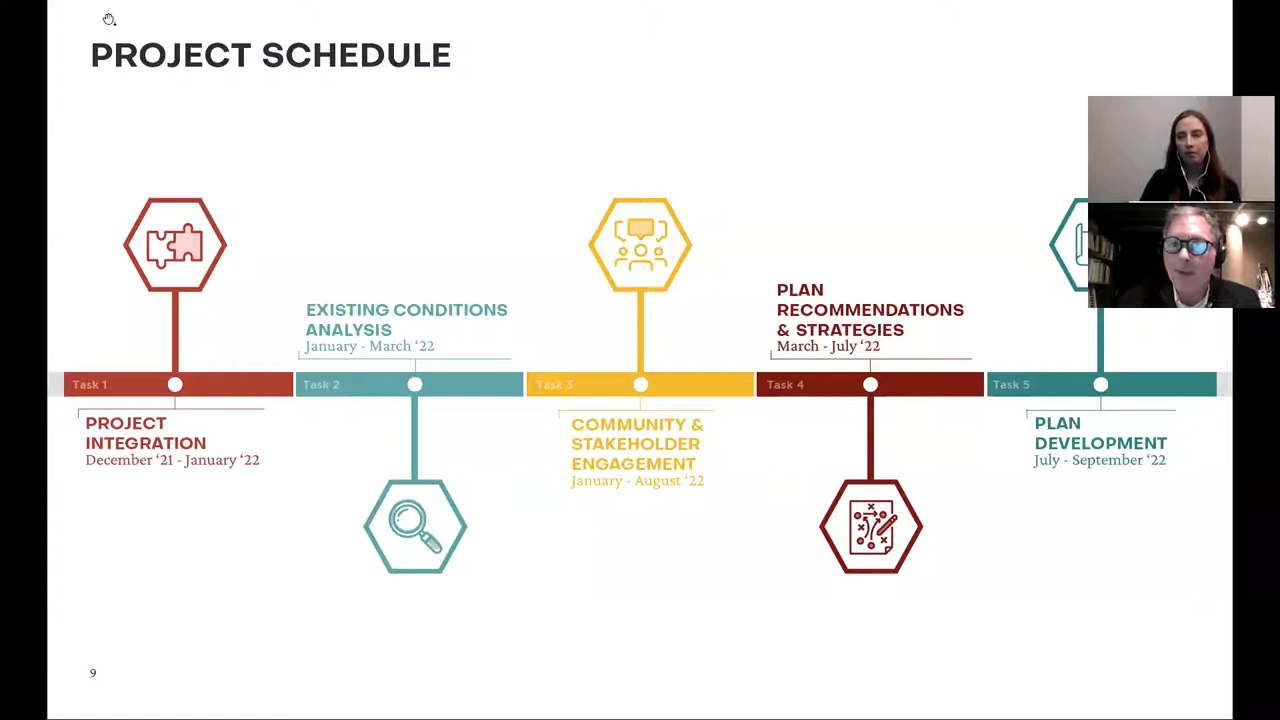 PROJECT SCHEDULE
Task 1
PROJECT
INTEGRATION
December ‘21 - January ‘22
EXISTING CONDITIONS
ANALYSIS
January - March ‘22
Task 2
Task 3
COMMUNITY &
STAKEHOLDER
ENGAGEMENT
January - August ‘22
PLAN
RECOMMENDATIONS
& STRATEGIES
March - July ‘22
Task 4
Task 5
PLAN
DEVELOPMENT
July - September ‘22
9